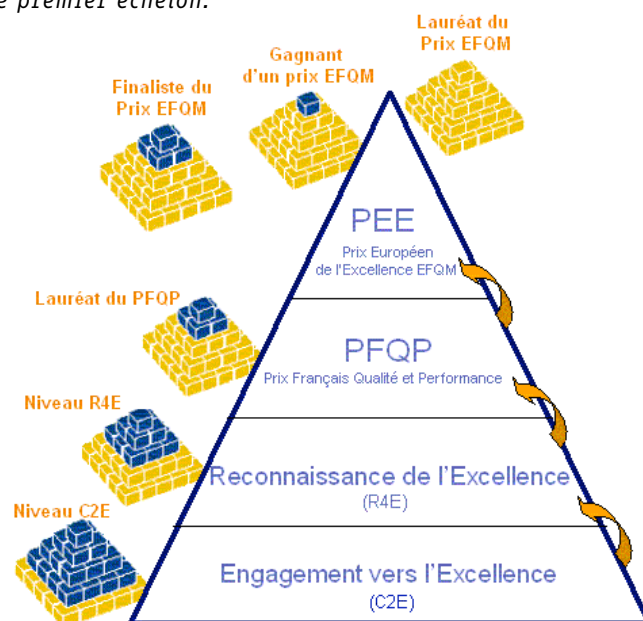 e premier échelon.
Lauréat du
Prix EFQM
Gagnant
d'un prix EFQM
Finaliste du
Prix EFQM
PEE
Prix Européen
de l'Excellence EFQM
Lauréat du PFQP
PFQP
Prix Français Qualité et Performance
Niveau R4E
Reconnaissance de l'Excellence
(R4E)
Niveau C2E
Engagement vers l'Excellence
(C2E)